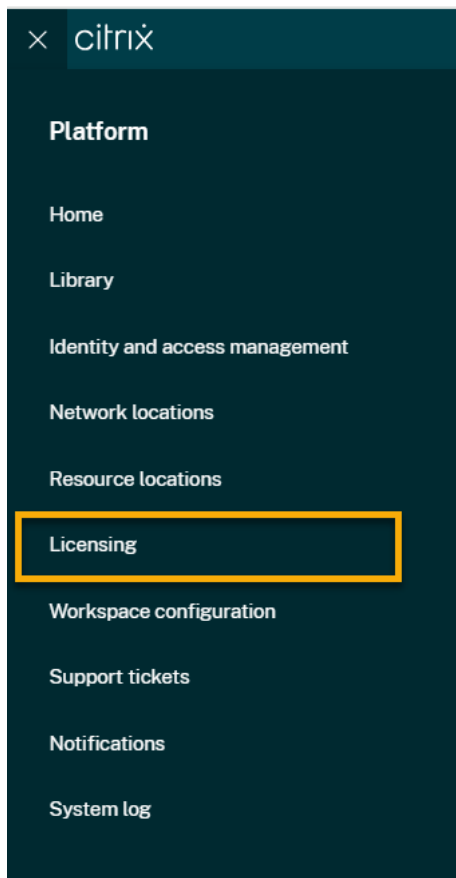 citrix
Platform
Home
Library
Identity and access management
Network locations
Resource locations
Licensing
Workspace configuration
Support tickets
Notifications
System log